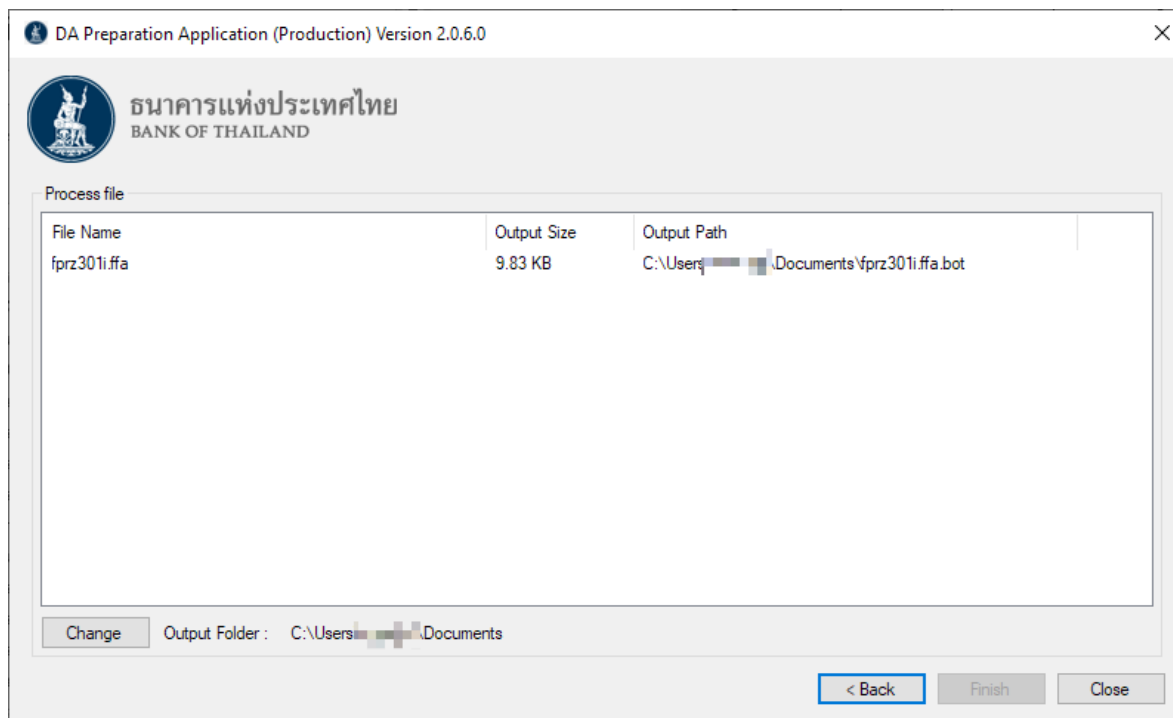 DA Preparation Application (Production) Version 2.0.6.0
ธนาคารแห่งประเทศไทย
BANK OF THAILAND
Process file
File Name Output Size Output Path
fprz301i.ffa 9.83 KB C:\Users \Documents\fprz301i.ffa.bot
Change Output Folder : C:\Users \Documents
< Back Finish Close